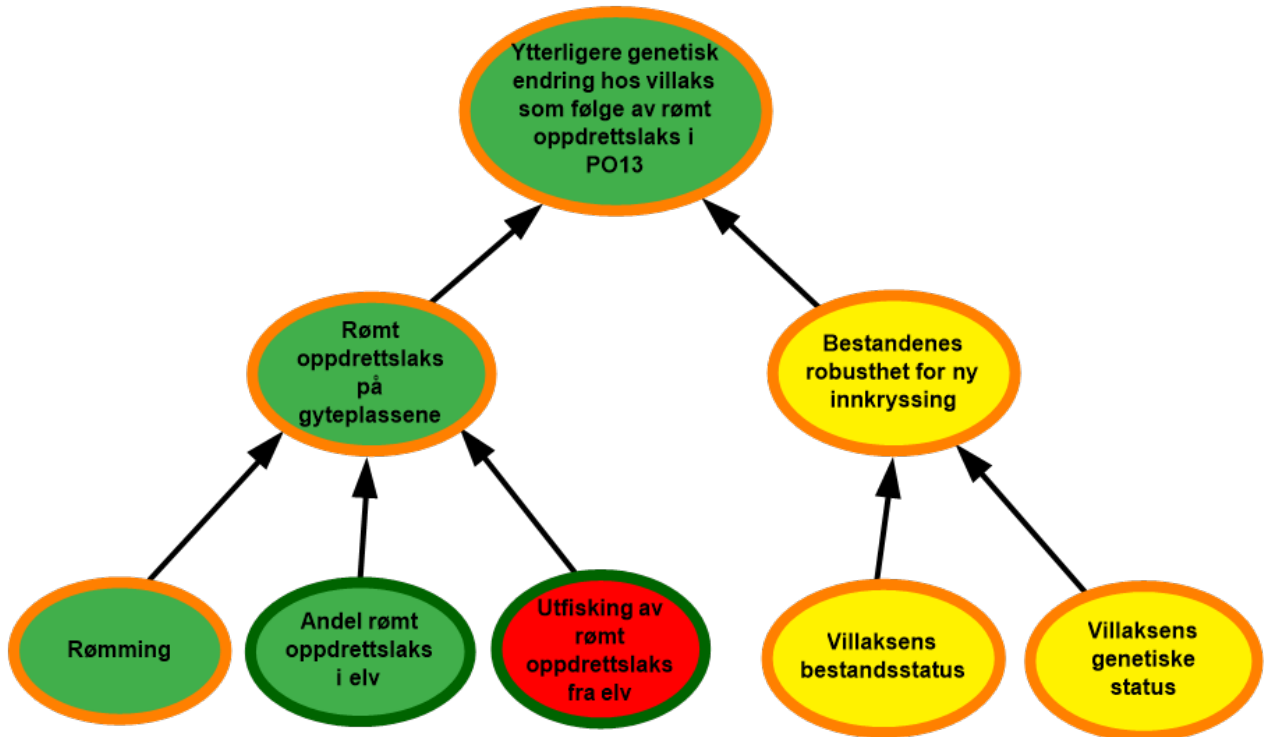 Ytterligere genetisk
endring hos villaks
som følge av rømt
oppdrettslaks i
PO13
Rømt
oppdrettslaks
på
gyteplassene
Bestandenes
robusthet for ny
innkryssing
Rømming
Andel rømt
oppdrettslaks
i elv
Utfisking av
rømt
oppdrettslaks
fra elv
Villaksens
bestandsstatus
Villaksens
genetiske
status